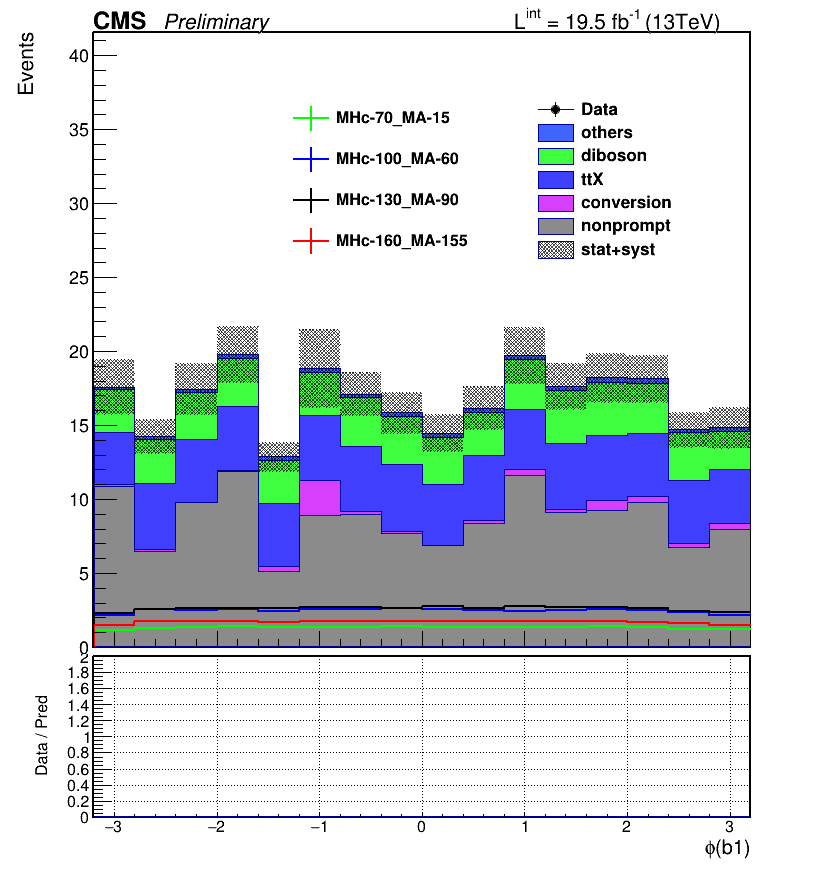 CMS Preliminary L^int = 19.5 fb^-1 (13TeV)
Events
40
35
30
25
20
15
10
5
0
MHc-70_MA-15
MHc-100_MA-60
MHc-130_MA-90
MHc-160_MA-155
Data
others
diboson
ttX
conversion
nonprompt
stat+syst
Data / Pred
2
1.8
1.6
1.4
1.2
1
0.8
0.6
0.4
0.2
0
−3 −2 −1 0 1 2 3
ϕ(b1)